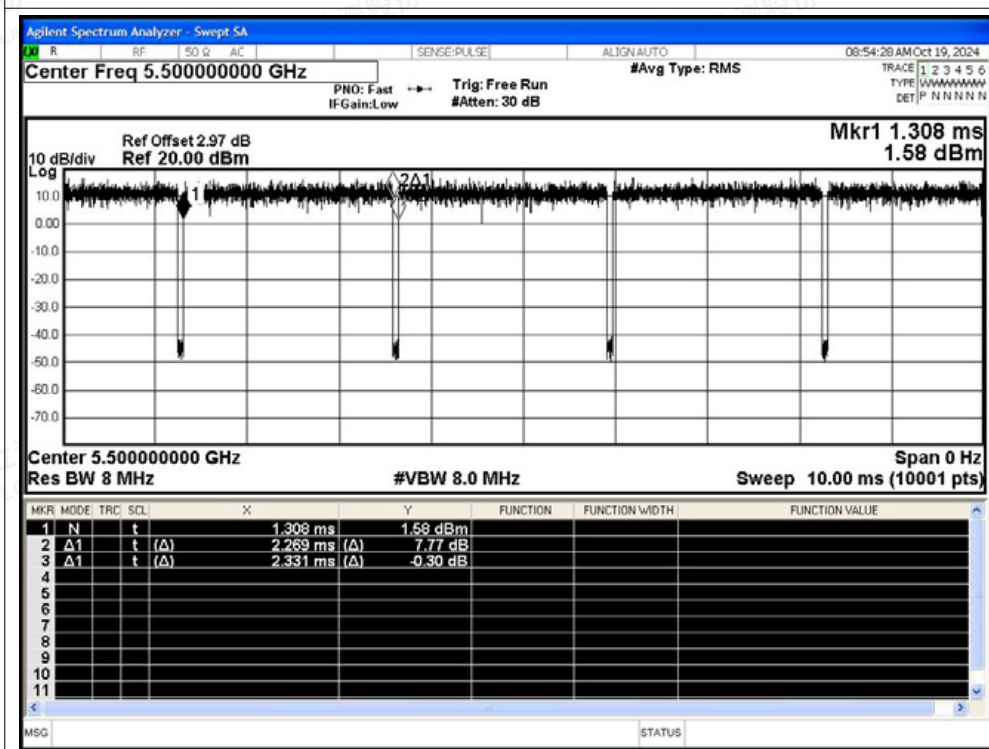 Agilent Spectrum Analyzer - Swept SA
LXI R RF 50 Ω AC SENSE:PULSE ALIGN AUTO 08:54:28 AM Oct 19, 2024
Center Freq 5.500000000 GHz
PNO: Fast
IFGain:Low
Trig: Free Run
#Atten: 30 dB
#Avg Type: RMS
TRACE 1 2 3 4 5 6
TYPE WWWWWW
DET P N N N N N
Mkr1 1.308 ms
1.58 dBm
Ref Offset 2.97 dB
10 dB/div Ref 20.00 dBm
Log
10.0
0.00
-10.0
-20.0
-30.0
-40.0
-50.0
-60.0
-70.0
1
2Δ1
Center 5.500000000 GHz Span 0 Hz
Res BW 8 MHz #VBW 8.0 MHz Sweep 10.00 ms (10001 pts)
MKR MODE TRC SCL X Y FUNCTION FUNCTION WIDTH FUNCTION VALUE
1 N t 1.308 ms 1.58 dBm
2 Δ1 t (Δ) 2.269 ms (Δ) 7.77 dB
3 Δ1 t (Δ) 2.331 ms (Δ) -0.30 dB
4
5
6
7
8
9
10
11
MSG STATUS